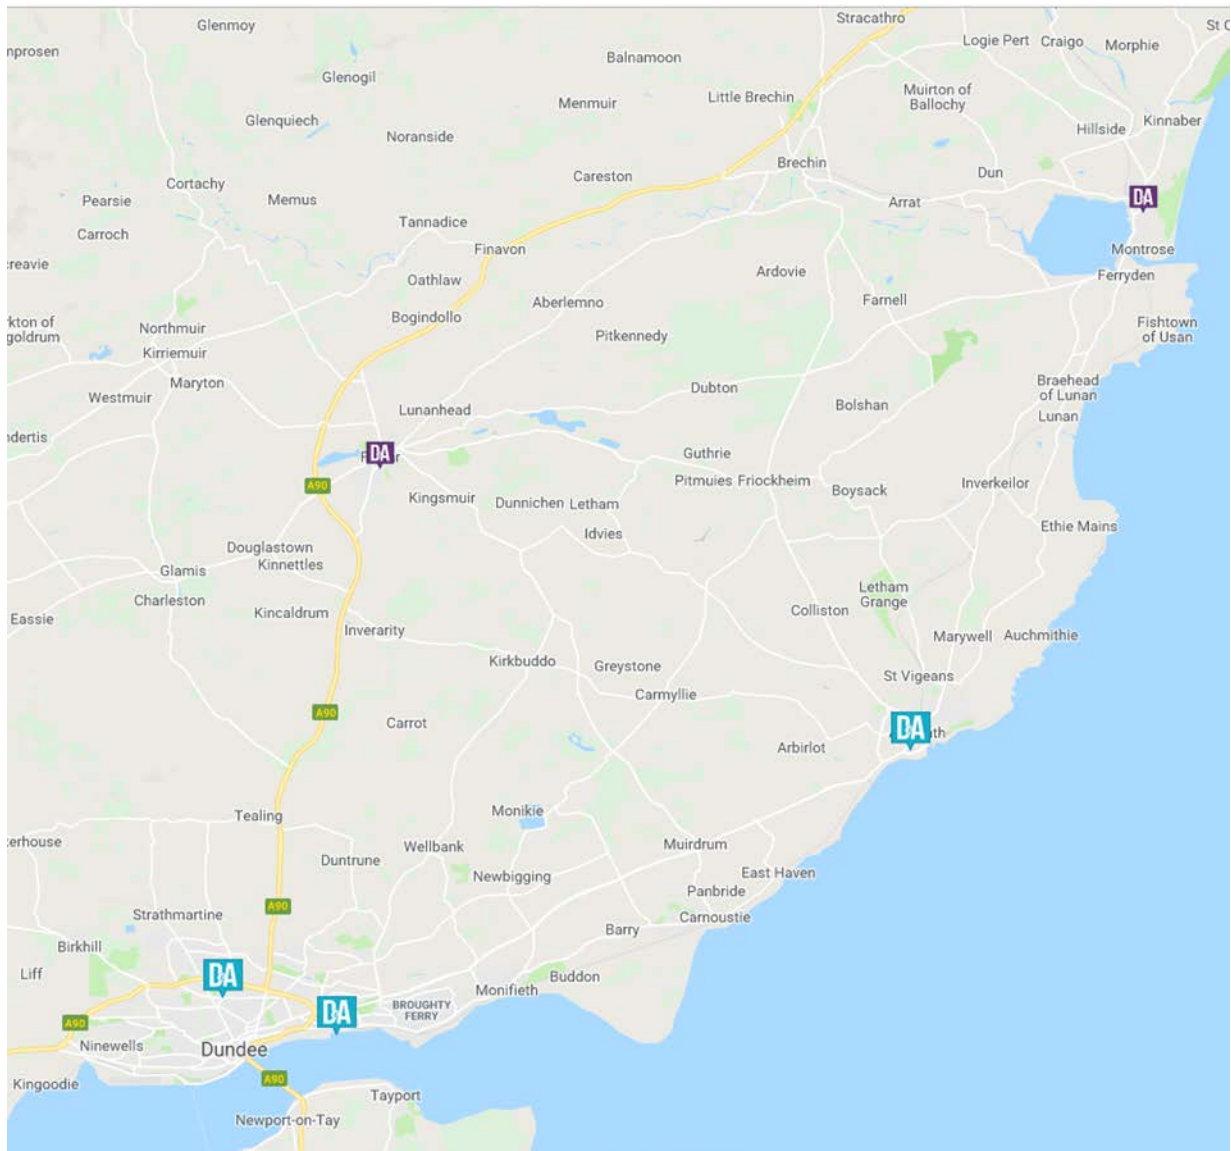 Stracathro
St C
Glenmoy
Logie Pert
Craigo
Morphie
nprosen
Balnamoon
Glenogil
Muirton of
Ballochy
Little Brechin
Menmuir
Glenquiech
Kinnaber
Hillside
Noranside
Brechin
Dun
Careston
Cortachy
DA
Pearsie
Memus
Arrat
Tannadice
Carroch
Finavon
Montrose
creavie
Ardovie
Ferryden
Oathlaw
Farnell
Aberlemno
Bogindollo
rkton of
goldrum
Northmuir
Pitkennedy
Fishtown
of Usan
Kirriemuir
Maryton
Dubton
Braehead
of Lunan
Westmuir
Bolshan
Lunanhead
Lunan
ndertis
DA
Guthrie
Pitmuies
Friockheim
A90
Boysack
Inverkeilor
Kingsmuir
Dunnichen
Letham
Idvies
Ethie Mains
Douglastown
Kinnettles
Glamis
Letham
Grange
Charleston
Kincaldrum
Colliston
Eassie
Inverarity
Marywell
Auchmithie
Kirkbuddo
Greystone
St Vigeans
Carmyllie
A90
Carrot
DA
th
Arbirlot
Monikie
Tealing
terhouse
Wellbank
Muirdrum
Duntrune
Newbigging
East Haven
Panbride
A90
Strathmartine
Carnoustie
Barry
Birkhill
Liff
DA
Buddon
Monifieth
BROUGHTY
FERRY
DA
A90
Ninewells
Dundee
A90
Kingoodie
Tayport
Newport-on-Tay